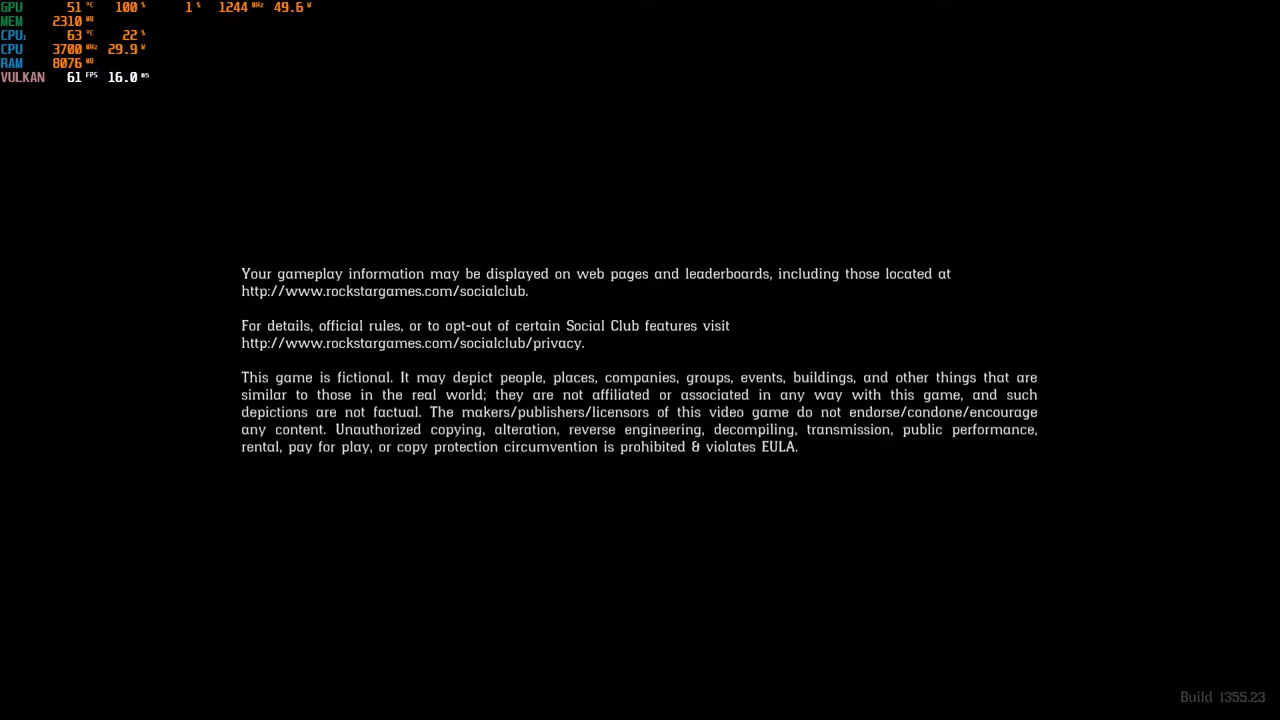 GPU 51 °C 100 % 1 % 1244 MHz 49.6 W
MEM 2310 MB
CPU1 63 °C 22 %
CPU 3700 MHz 29.9 W
RAM 8076 MB
VULKAN 61 FPS 16.0 ms
Your gameplay information may be displayed on web pages and leaderboards, including those located at
http://www.rockstargames.com/socialclub.
For details, official rules, or to opt-out of certain Social Club features visit
http://www.rockstargames.com/socialclub/privacy.
This game is fictional. It may depict people, places, companies, groups, events, buildings, and other things that are
similar to those in the real world; they are not affiliated or associated in any way with this game, and such
depictions are not factual. The makers/publishers/licensors of this video game do not endorse/condone/encourage
any content. Unauthorized copying, alteration, reverse engineering, decompiling, transmission, public performance,
rental, pay for play, or copy protection circumvention is prohibited & violates EULA.
Build 1355.23